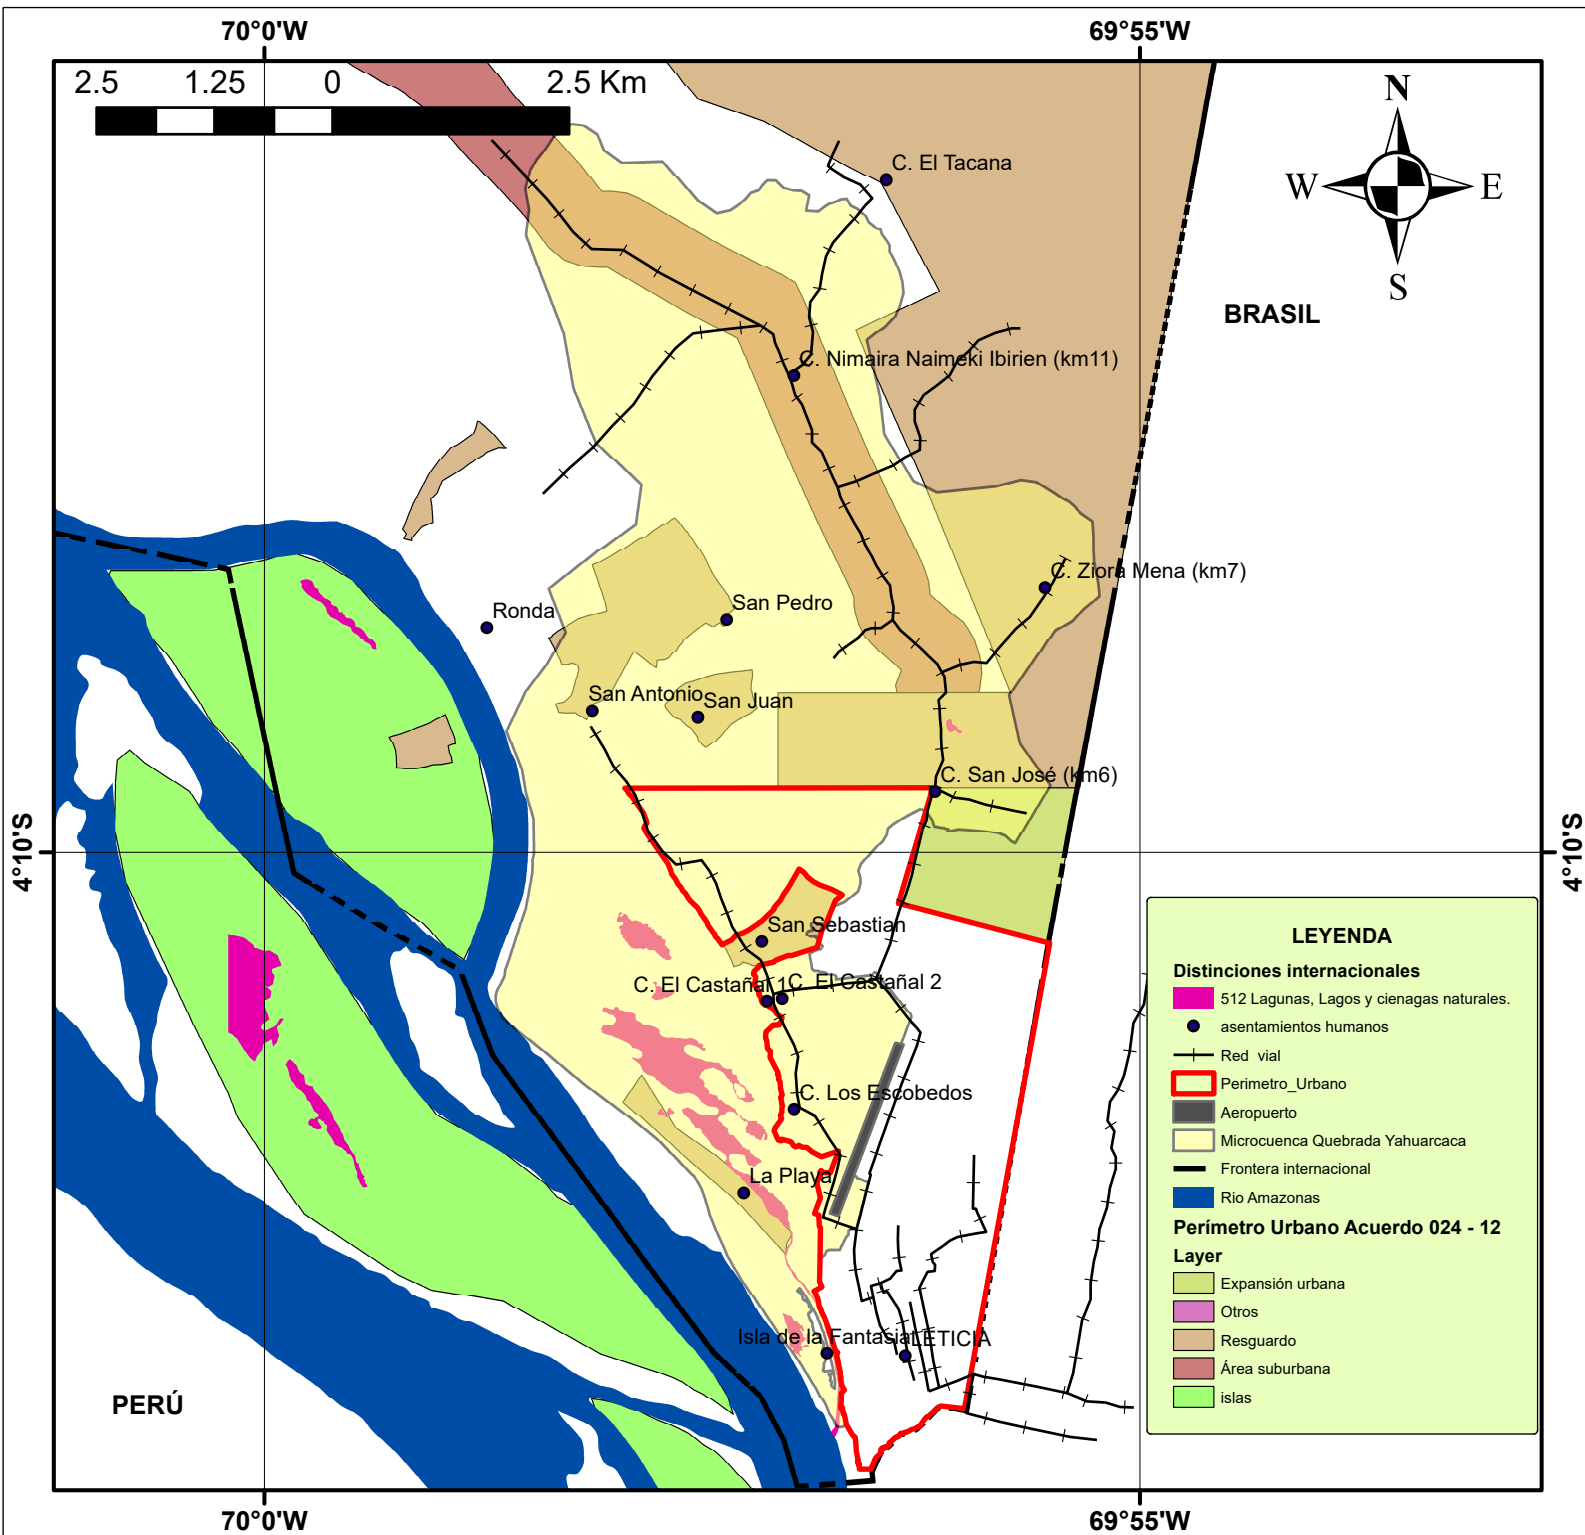 70°0'W
69°55'W
2.5
1.25
0
2.5 Km
N
W
E
S
C. El Tacana
BRASIL
C. Nimaira Naimeki Ibirien (km11)
C. Ziora Mena (km7)
Ronda
San Pedro
San Antonio
San Juan
C. San José (km6)
4°10'S
4°10'S
San Sebastian
C. El Castañal 1
C. El Castañal 2
C. Los Escobedos
La Playa
Isla de la Fantasia
LETICIA
PERÚ
LEYENDA
Distinciones internacionales
512 Lagunas, Lagos y cienagas naturales.
asentamientos humanos
Red vial
Perimetro_Urbano
Aeropuerto
Microcuenca Quebrada Yahuarcaca
Frontera internacional
Rio Amazonas
Perímetro Urbano Acuerdo 024 - 12
Layer
Expansión urbana
Otros
Resguardo
Área suburbana
islas
70°0'W
69°55'W